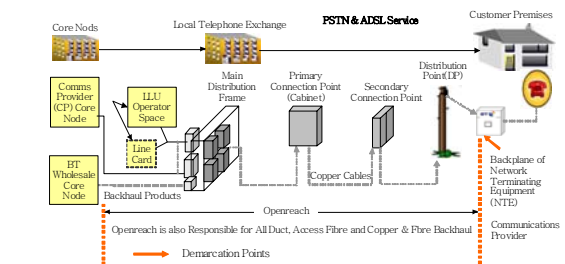 PSTN & ADSL Service
Core Nods
Local Telephone Exchange
Customer Premises
Comms
Provider
(CP) Core
Node
LLU
Operator
Space
Line
Card
Main
Distribution
Frame
Primary
Connection Point
(Cabinet)
Secondary
Connection Point
Distribution
Point(DP)
BT
Wholesale
Core
Node
Backhaul Products
Copper Cables
Backplane of
Network
Terminating
Equipment
(NTE)
Openreach
Communications
Provider
Openreach is also Responsible for All Duct, Access Fibre and Copper & Fbre Backhaul
Demarcation Points